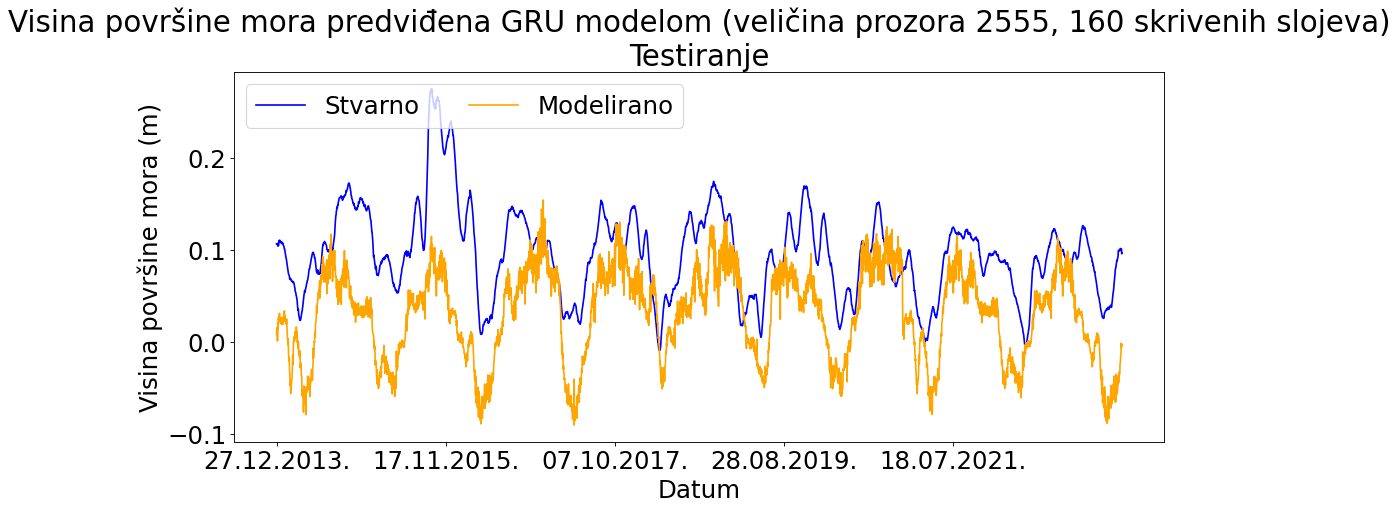 Visina površine mora predviđena GRU modelom (veličina prozora 2555, 160 skrivenih slojeva)
Testiranje
Stvarno
Modelirano
Visina površine mora (m)
0.2
0.1
0.0
−0.1
27.12.2013.
17.11.2015.
07.10.2017.
28.08.2019.
18.07.2021.
Datum